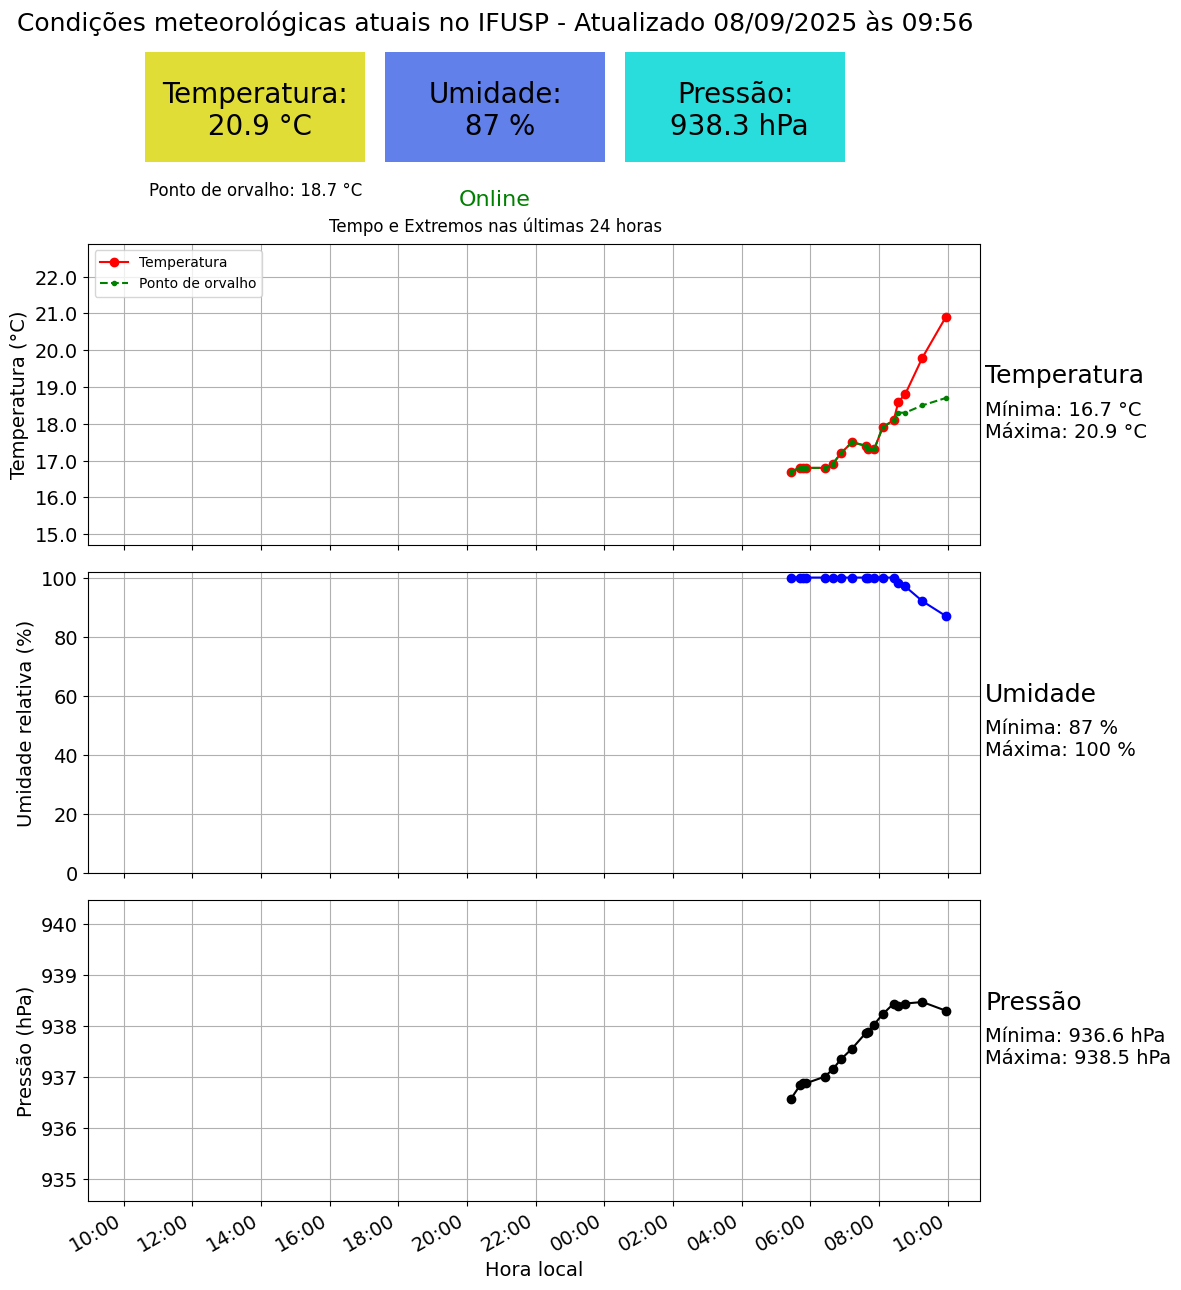 Condições meteorológicas atuais no IFUSP - Atualizado 08/09/2025 às 09:56
Temperatura:
20.9 °C
Umidade:
87 %
Pressão:
938.3 hPa
Ponto de orvalho: 18.7 °C
Online
Tempo e Extremos nas últimas 24 horas
Temperatura
Ponto de orvalho
Temperatura (°C)
22.0
21.0
20.0
19.0
18.0
17.0
16.0
15.0
Temperatura
Mínima: 16.7 °C
Máxima: 20.9 °C
Umidade relativa (%)
100
80
60
40
20
0
Umidade
Mínima: 87 %
Máxima: 100 %
Pressão (hPa)
940
939
938
937
936
935
Pressão
Mínima: 936.6 hPa
Máxima: 938.5 hPa
10:00
12:00
14:00
16:00
18:00
20:00
22:00
00:00
02:00
04:00
06:00
08:00
10:00
Hora local